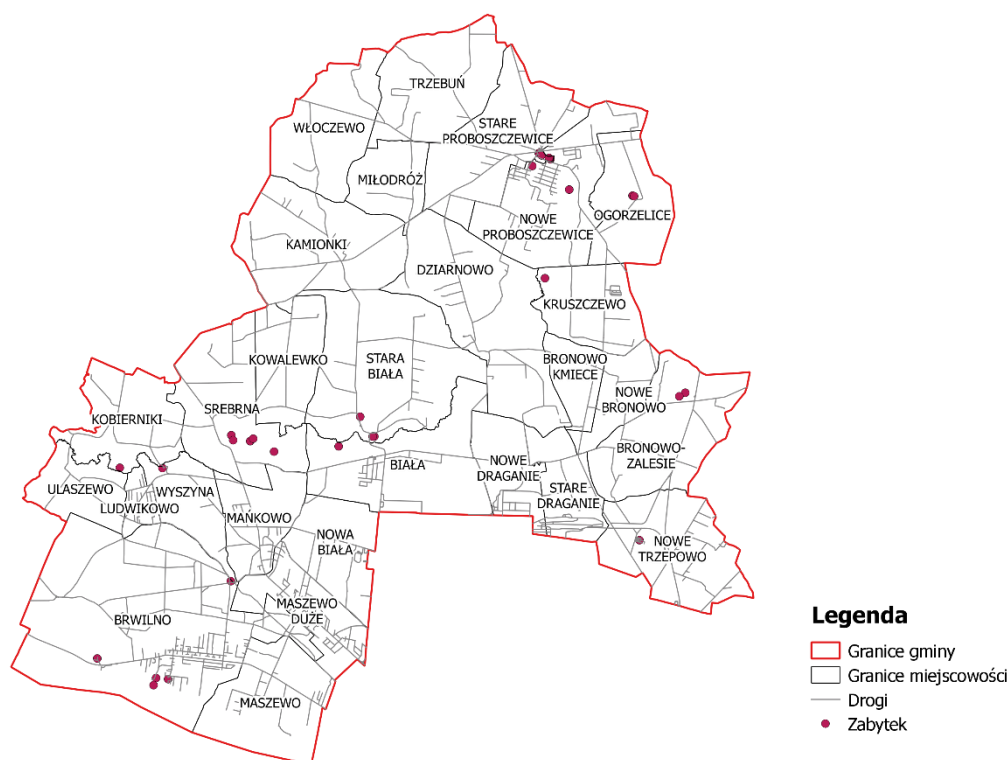 TRZEBUŃ
WŁOCZEWO
STARE
PROBOSZCZEWICE
MIŁODRÓŻ
OGORZELICE
NOWE
PROBOSZCZEWICE
KAMIONKI
DZIARNOWO
KRUSZCZEWO
KOWALEWKO
STARA
BIAŁA
BRONOWO
KMIECE
NOWE
BRONOWO
SREBRNA
KOBIERNIKI
BRONOWO-
ZALESIE
BIAŁA
NOWE
DRAGANIE
ULASZEWO
WYSZYNA
LUDWIKOWO
STARE
DRAGANIE
MAŃKOWO
NOWA
BIAŁA
NOWE
TRZEPOWO
MASZEWO
DUŻE
BRWILNO
MASZEWO
Legenda
Granice gminy
Granice miejscowości
Drogi
Zabytek